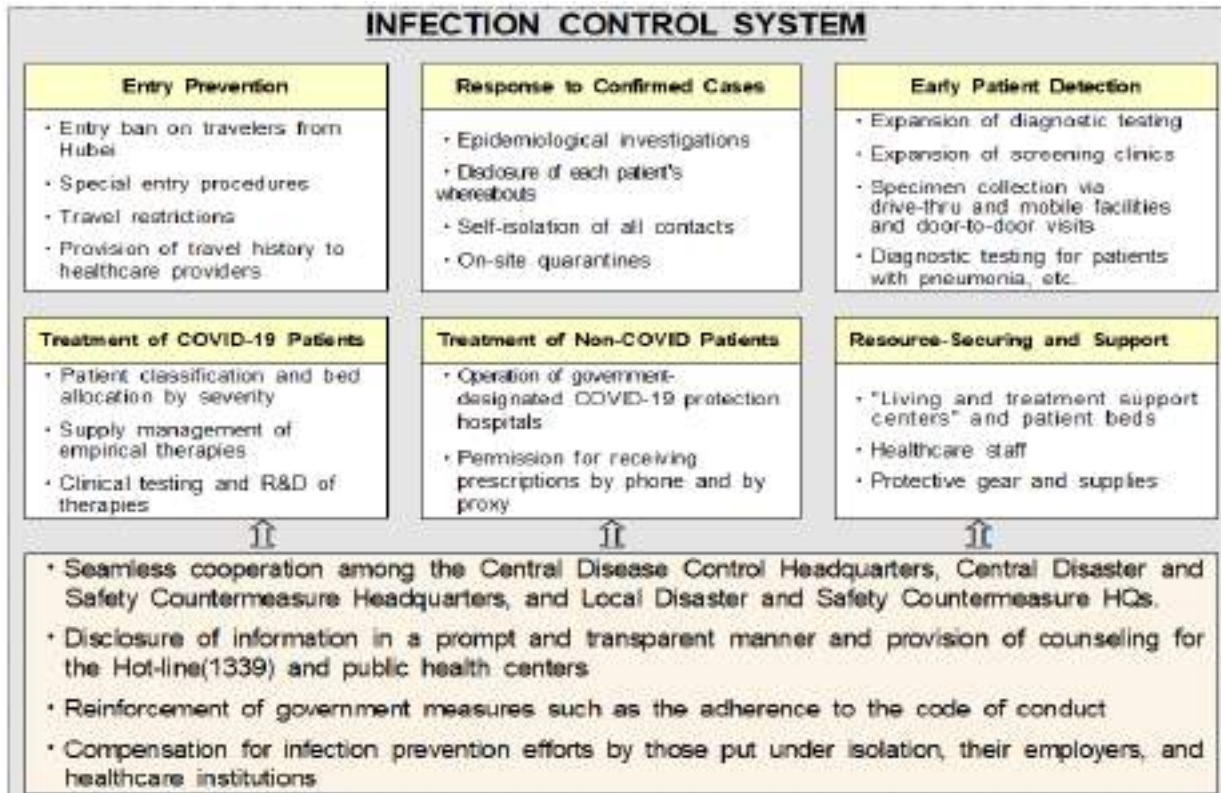 INFECTION CONTROL SYSTEM
Entry Prevention
· Entry ban on travelers from
Hubei
· Special entry procedures
· Travel restrictions
· Provision of travel history to
healthcare providers
Response to Confirmed Cases
· Epidemiological investigations
· Disclosure of each patient's
whereabouts
· Self-isolation of all contacts
· On-site quarantines
Early Patient Detection
· Expansion of diagnostic testing
· Expansion of screening clinics
· Specimen collection via
drive-thru and mobile facilities
and door-to-door visits
· Diagnostic testing for patients
with pneumonia, etc.
Treatment of COVID-19 Patients
· Patient classification and bed
allocation by severity
· Supply management of
empirical therapies
· Clinical testing and R&D of
therapies
Treatment of Non-COVID Patients
· Operation of government-
designated COVID-19 protection
hospitals
· Permission for receiving
prescriptions by phone and by
proxy
Resource-Securing and Support
· "Living and treatment support
centers" and patient beds
· Healthcare staff
· Protective gear and supplies
· Seamless cooperation among the Central Disease Control Headquarters, Central Disaster and
Safety Countermeasure Headquarters, and Local Disaster and Safety Countermeasure HQs.
· Disclosure of information in a prompt and transparent manner and provision of counseling for
the Hot-line(1339) and public health centers
· Reinforcement of government measures such as the adherence to the code of conduct
· Compensation for infection prevention efforts by those put under isolation, their employers, and
healthcare institutions